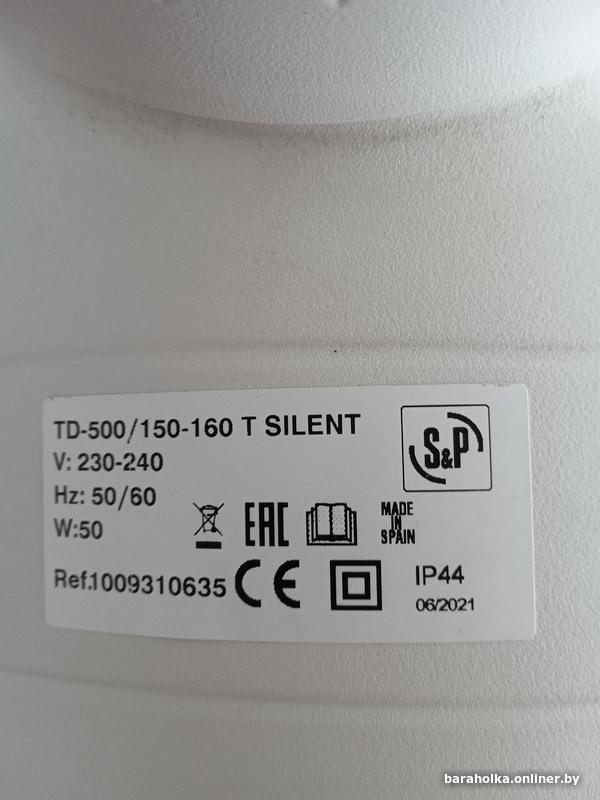 TD-500/150-160 T SILENT
S&P
V: 230-240
Hz: 50/60
W:50
EAC
MADE
IN
SPAIN
Ref.1009310635
CE
IP44
06/2021
baraholka.onliner.by